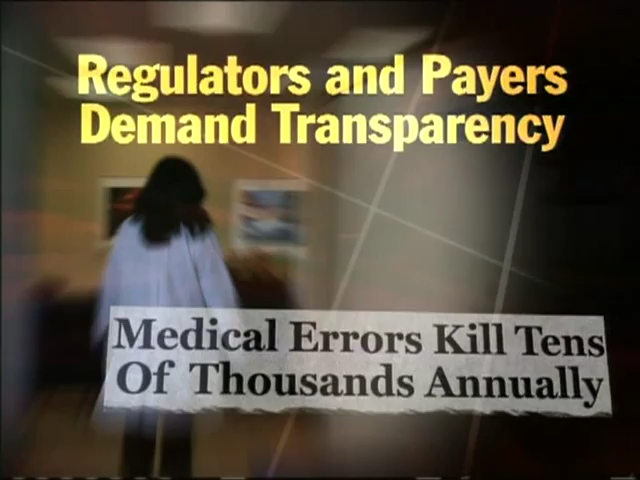 Regulators and Payers
Demand Transparency
Medical Errors Kill Tens
Of Thousands Annually